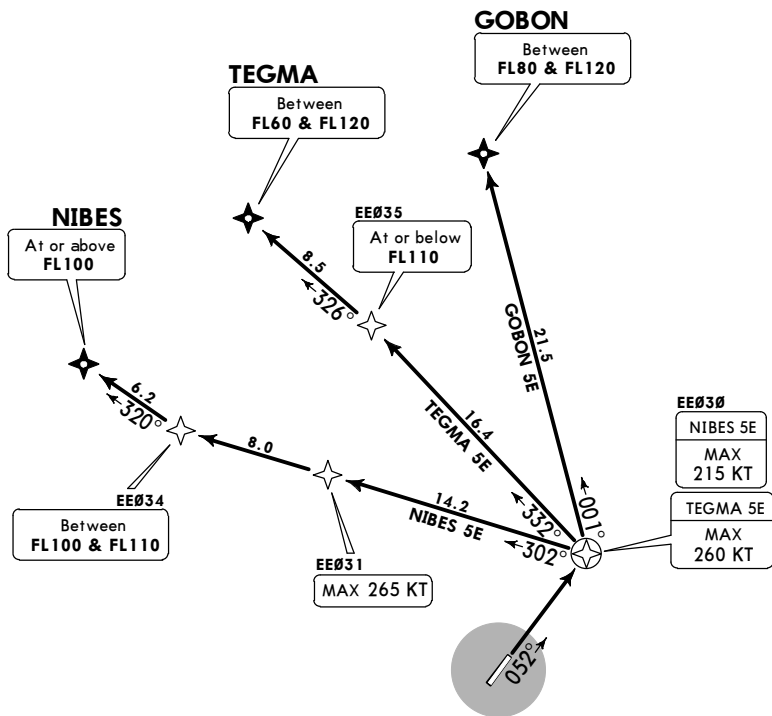 GOBON
Between
FL80 & FL120
TEGMA
Between
FL60 & FL120
NIBES
At or above
FL100
EEØ35
At or below
FL110
8.5
←326°
21.5
GOBON 5E
6.2
←320°
8.0
16.4
TEGMA 5E
EEØ3Ø
NIBES 5E
MAX
215 KT
TEGMA 5E
MAX
260 KT
EEØ34
Between
FL100 & FL110
14.2
NIBES 5E
←332°
←001°
←302°
EEØ31
MAX 265 KT
052°→